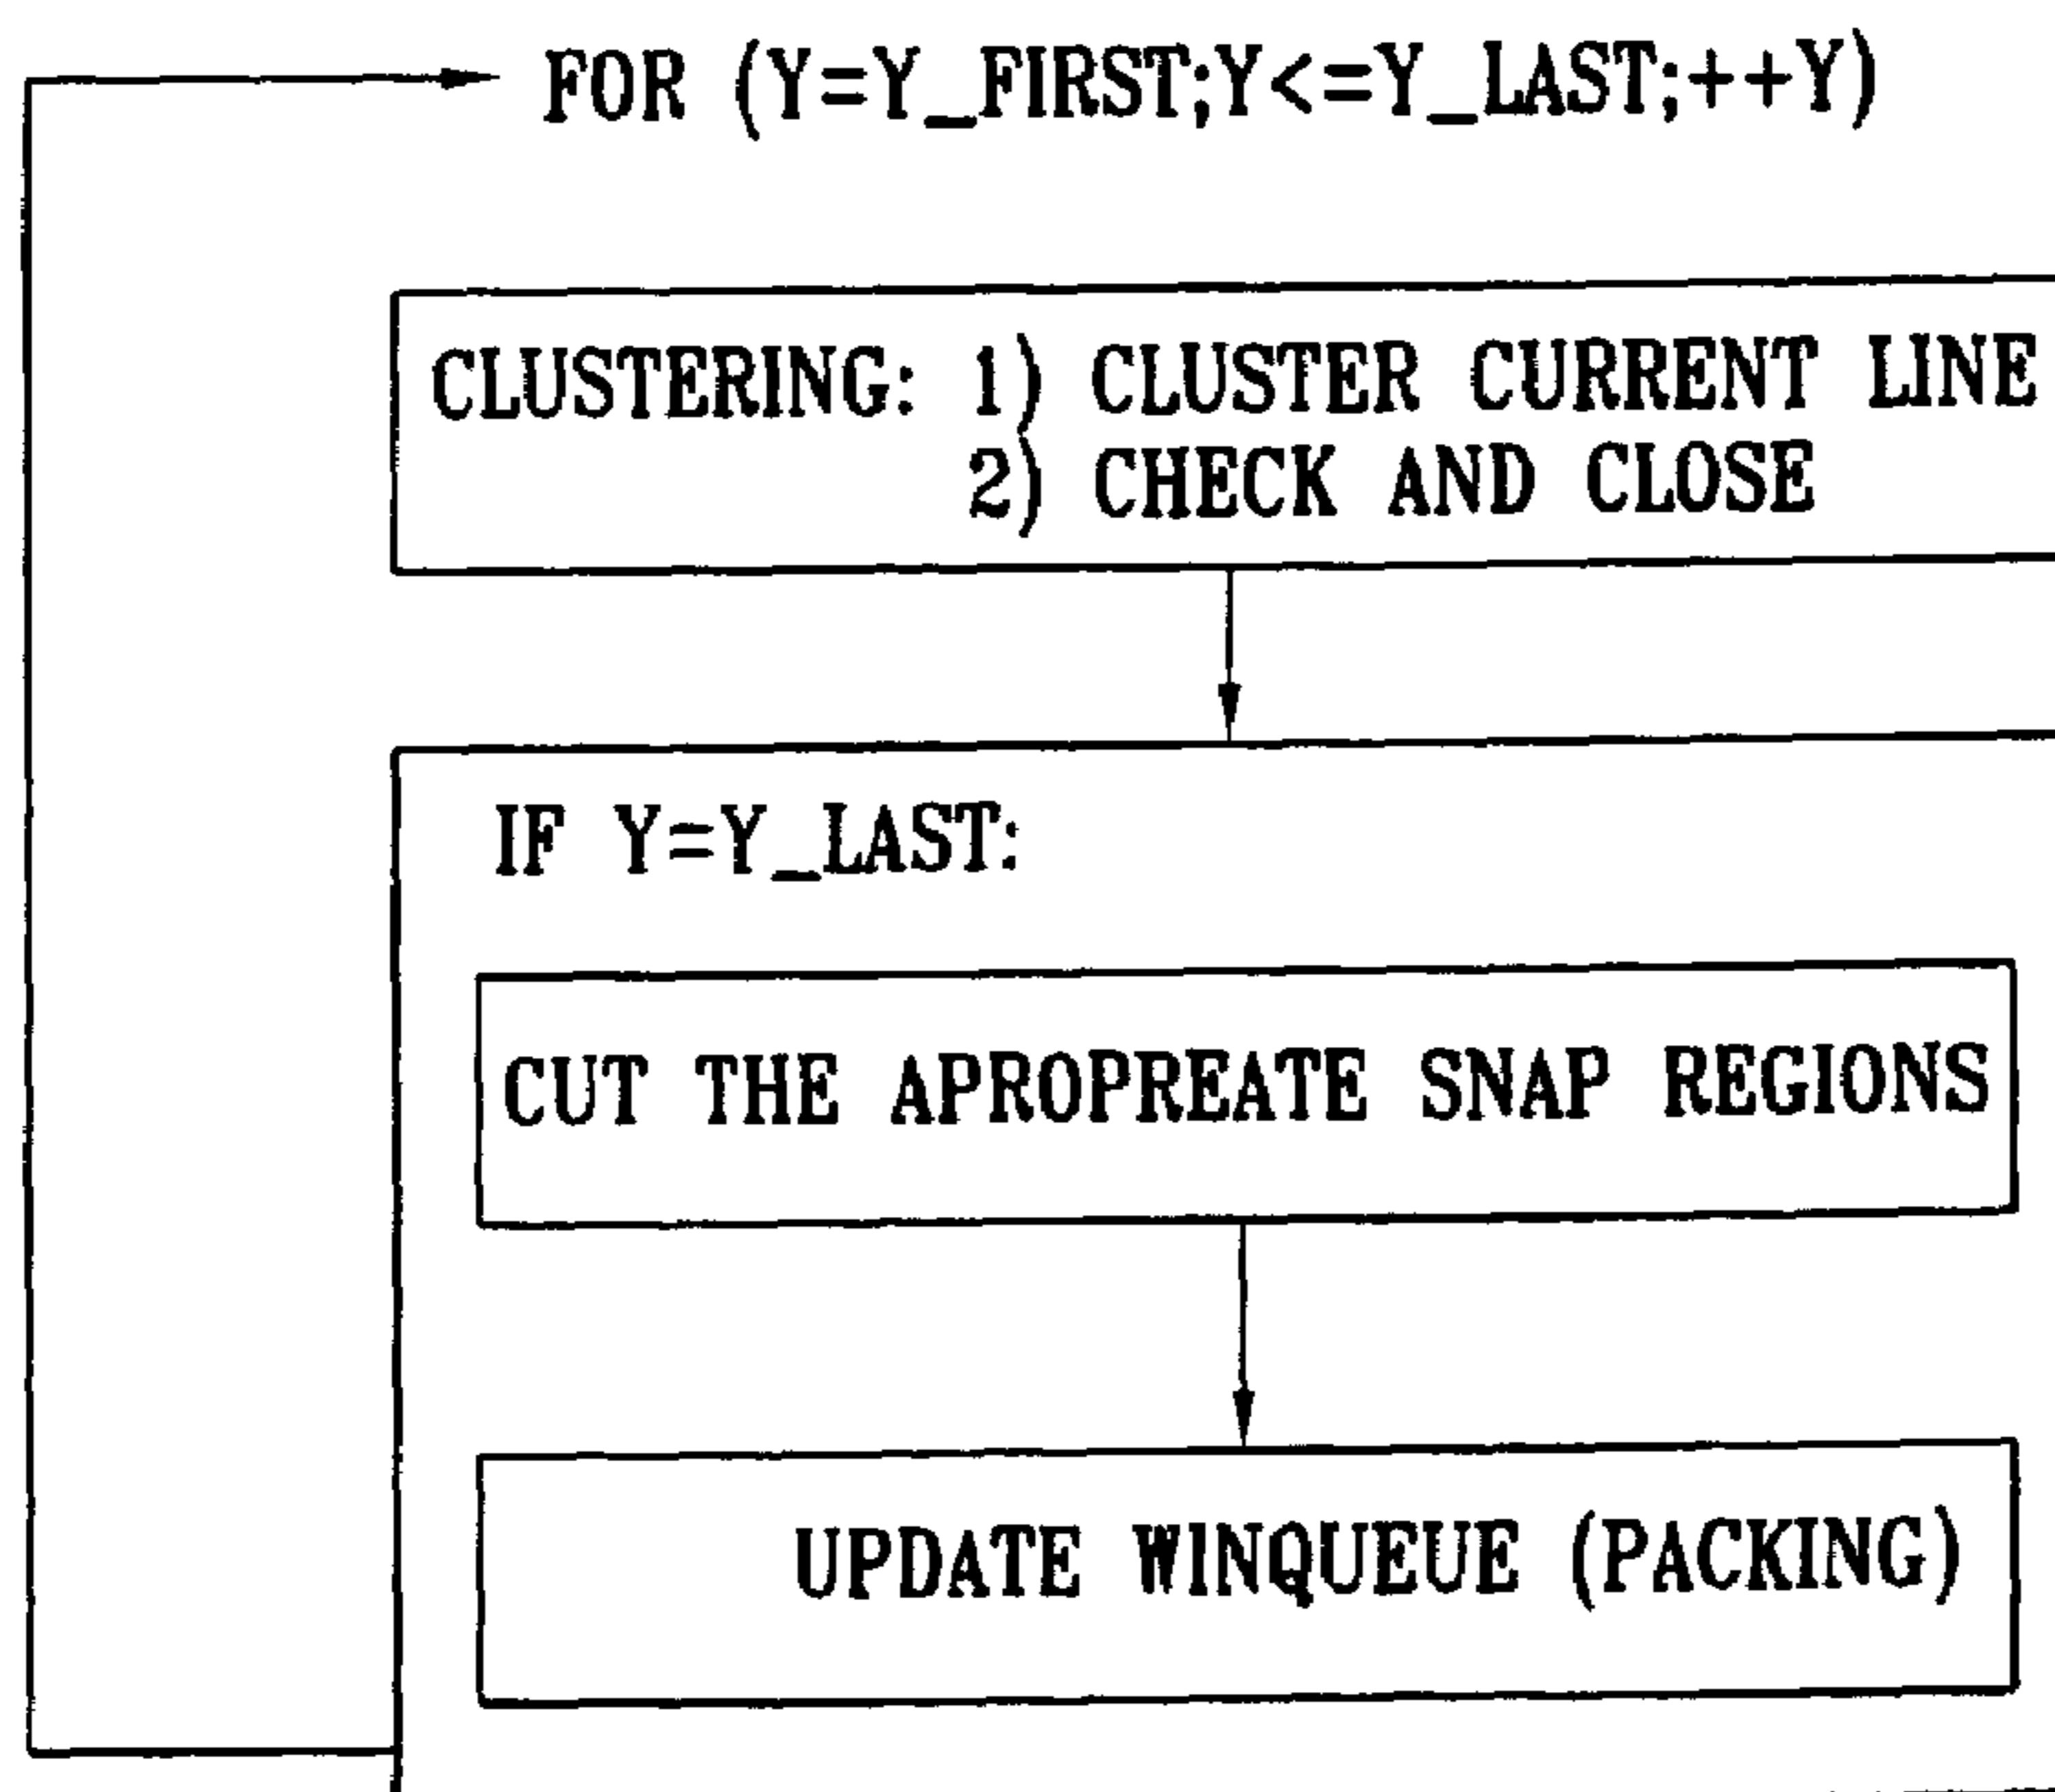 FOR (Y=Y_FIRST;Y<=Y_LAST;++Y)
CLUSTERING: 1) CLUSTER CURRENT LINE
2) CHECK AND CLOSE
IF Y=Y_LAST:
CUT THE APROPREATE SNAP REGIONS
UPDATE WINQUEUE (PACKING)